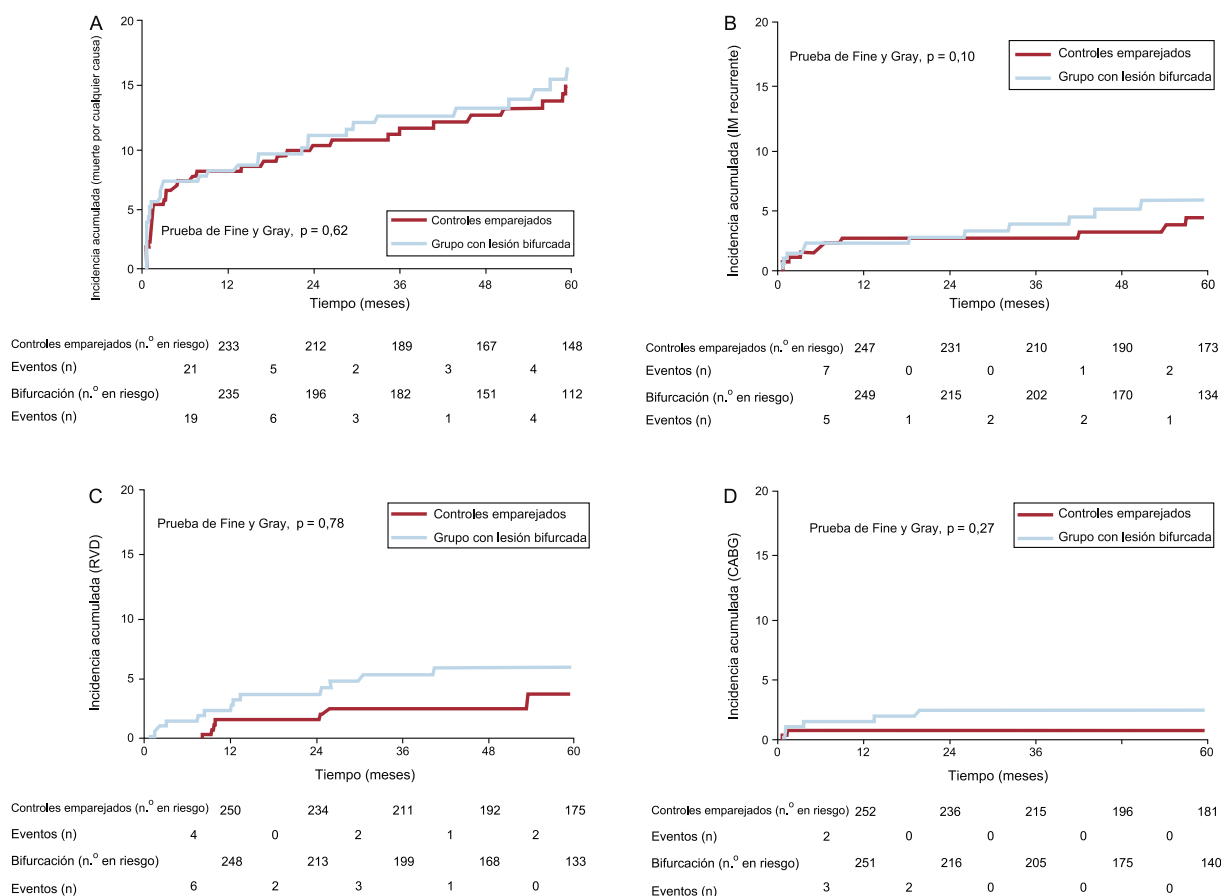 A
Incidencia acumulada (muerte por cualquier causa)
20
15
10
5
0
Controles emparejados
Grupo con lesión bifurcada
Prueba de Fine y Gray, p = 0,62
0 12 24 36 48 60
Tiempo (meses)
Controles emparejados (n.º en riesgo) 233 212 189 167 148
Eventos (n) 21 5 2 3 4
Bifurcación (n.º en riesgo) 235 196 182 151 112
Eventos (n) 19 6 3 1 4
B
Incidencia acumulada (IM recurrente)
20
15
10
5
0
Prueba de Fine y Gray, p = 0,10
Controles emparejados
Grupo con lesión bifurcada
0 12 24 36 48 60
Tiempo (meses)
Controles emparejados (n.º en riesgo) 247 231 210 190 173
Eventos (n) 7 0 0 1 2
Bifurcación (n.º en riesgo) 249 215 202 170 134
Eventos (n) 5 1 2 2 1
C
Incidencia acumulada (RVD)
20
15
10
5
0
Prueba de Fine y Gray, p = 0,78
Controles emparejados
Grupo con lesión bifurcada
0 12 24 36 48 60
Tiempo (meses)
Controles emparejados (n.º en riesgo) 250 234 211 192 175
Eventos (n) 4 0 2 1 2
Bifurcación (n.º en riesgo) 248 213 199 168 133
Eventos (n) 6 2 3 1 0
D
Incidencia acumulada (CABG)
20
15
10
5
0
Prueba de Fine y Gray, p = 0,27
Controles emparejados
Grupo con lesión bifurcada
0 12 24 36 48 60
Tiempo (meses)
Controles emparejados (n.º en riesgo) 252 236 215 196 181
Eventos (n) 2 0 0 0 0
Bifurcación (n.º en riesgo) 251 216 205 175 140
Eventos (n) 3 2 0 0 0